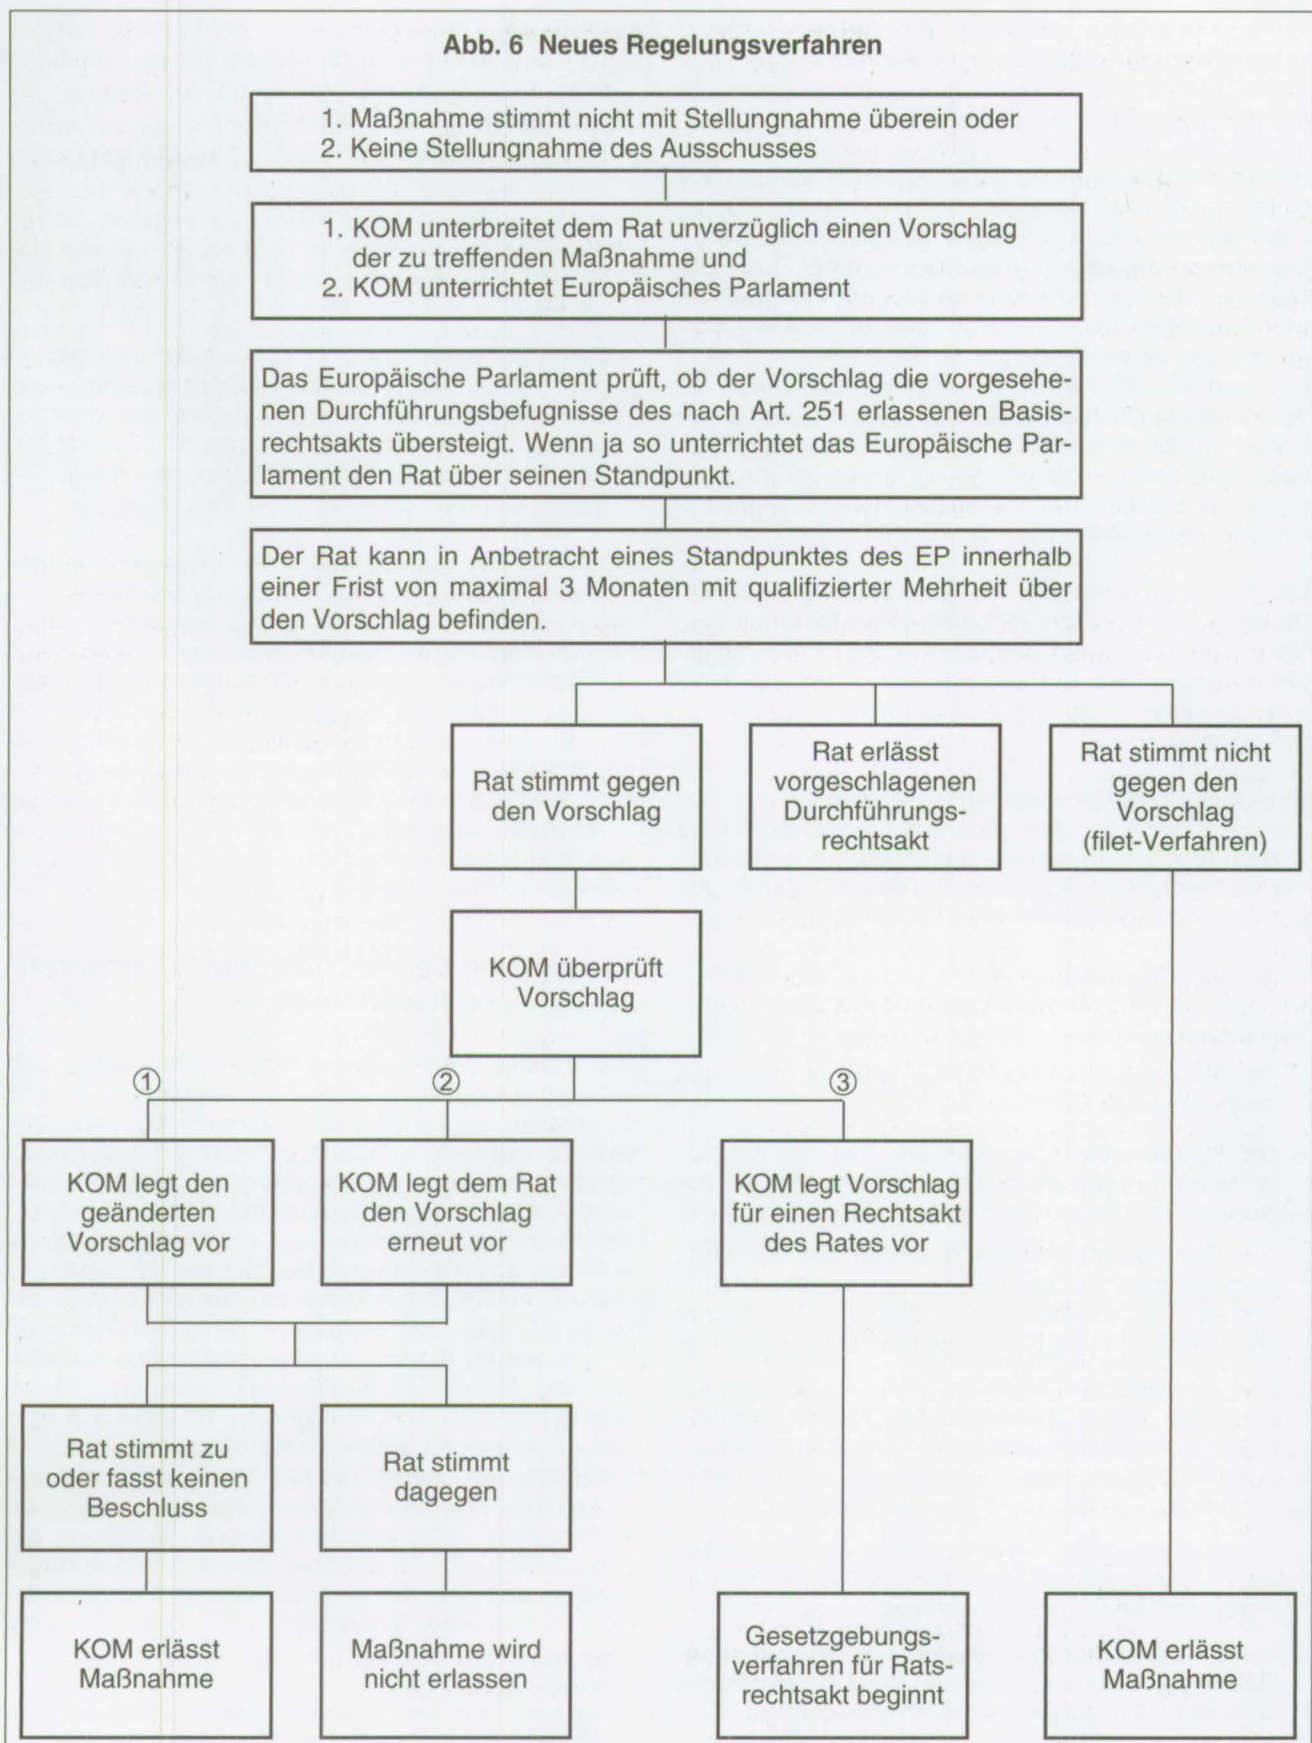 Abb. 6 Neues Regelungsverfahren
1. Maßnahme stimmt nicht mit Stellungnahme überein oder
2. Keine Stellungnahme des Ausschusses
1. KOM unterbreitet dem Rat unverzüglich einen Vorschlag
der zu treffenden Maßnahme und
2. KOM unterrichtet Europäisches Parlament
Das Europäische Parlament prüft, ob der Vorschlag die vorgesehe-
nen Durchführungsbefugnisse des nach Art. 251 erlassenen Basis-
rechtsakts übersteigt. Wenn ja so unterrichtet das Europäische Par-
lament den Rat über seinen Standpunkt.
Der Rat kann in Anbetracht eines Standpunktes des EP innerhalb
einer Frist von maximal 3 Monaten mit qualifizierter Mehrheit über
den Vorschlag befinden.
Rat stimmt gegen
den Vorschlag
Rat erlässt
vorgeschlagenen
Durchführungs-
rechtsakt
Rat stimmt nicht
gegen den
Vorschlag
(filet-Verfahren)
KOM überprüft
Vorschlag
①
②
③
KOM legt den
geänderten
Vorschlag vor
KOM legt dem Rat
den Vorschlag
erneut vor
KOM legt Vorschlag
für einen Rechtsakt
des Rates vor
Rat stimmt zu
oder fasst keinen
Beschluss
Rat stimmt
dagegen
KOM erlässt
Maßnahme
Maßnahme wird
nicht erlassen
Gesetzgebungs-
verfahren für Rats-
rechtsakt beginnt
KOM erlässt
Maßnahme